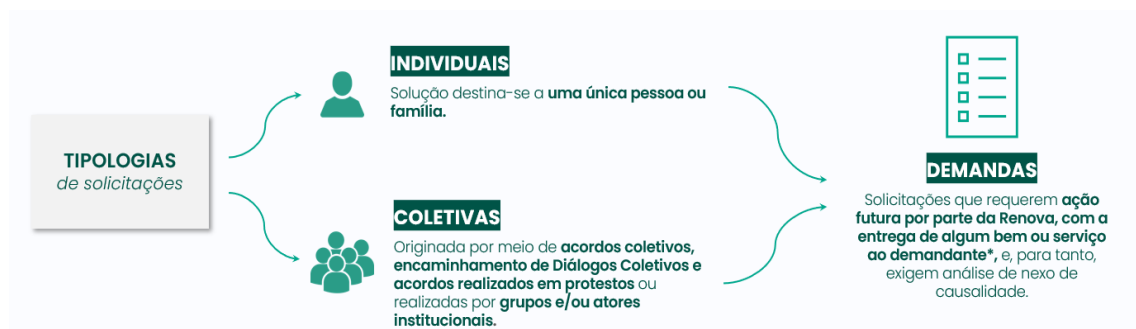 TIPOLOGIAS
de solicitações
INDIVIDUAIS
Solução destina-se a uma única pessoa ou
família.
COLETIVAS
Originada por meio de acordos coletivos,
encaminhamento de Diálogos Coletivos e
acordos realizados em protestos ou
realizadas por grupos e/ou atores
institucionais.
DEMANDAS
Solicitações que requerem ação
futura por parte da Renova, com a
entrega de algum bem ou serviço
ao demandante*, e, para tanto,
exigem análise de nexo de
causalidade.